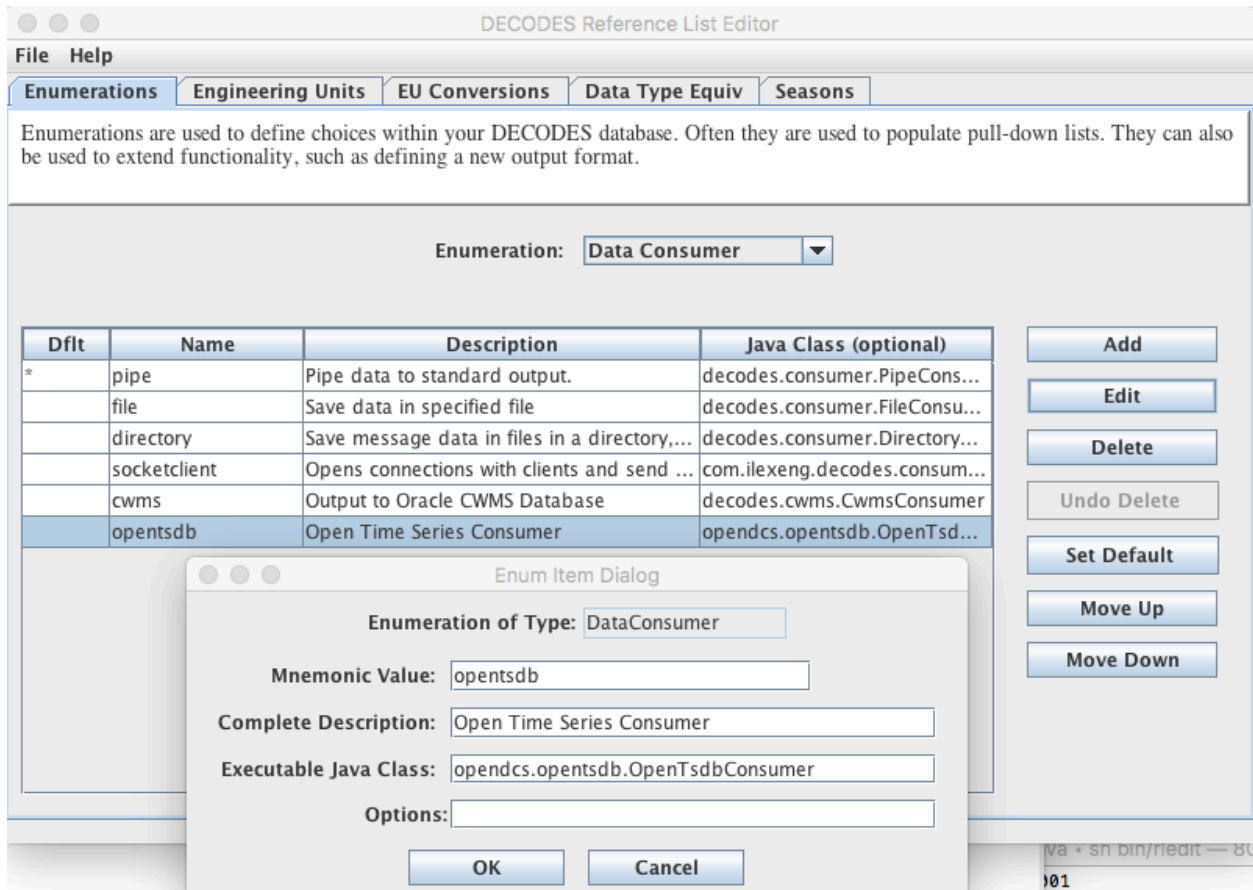 DECODES Reference List Editor
File Help
Enumerations Engineering Units EU Conversions Data Type Equiv Seasons
Enumerations are used to define choices within your DECODES database. Often they are used to populate pull-down lists. They can also
be used to extend functionality, such as defining a new output format.
Enumeration: Data Consumer
Dflt Name Description Java Class (optional)
* pipe Pipe data to standard output. decodes.consumer.PipeCons...
file Save data in specified file decodes.consumer.FileConsu...
directory Save message data in files in a directory,... decodes.consumer.Directory...
socketclient Opens connections with clients and send ... com.ilexeng.decodes.consum...
cwms Output to Oracle CWMS Database decodes.cwms.CwmsConsumer
opentsdb Open Time Series Consumer opendcs.opentsdb.OpenTsd...
Add
Edit
Delete
Undo Delete
Set Default
Move Up
Move Down
Enum Item Dialog
Enumeration of Type: DataConsumer
Mnemonic Value: opentsdb
Complete Description: Open Time Series Consumer
Executable Java Class: opendcs.opentsdb.OpenTsdbConsumer
Options:
OK Cancel
sh bin/rledit — 80